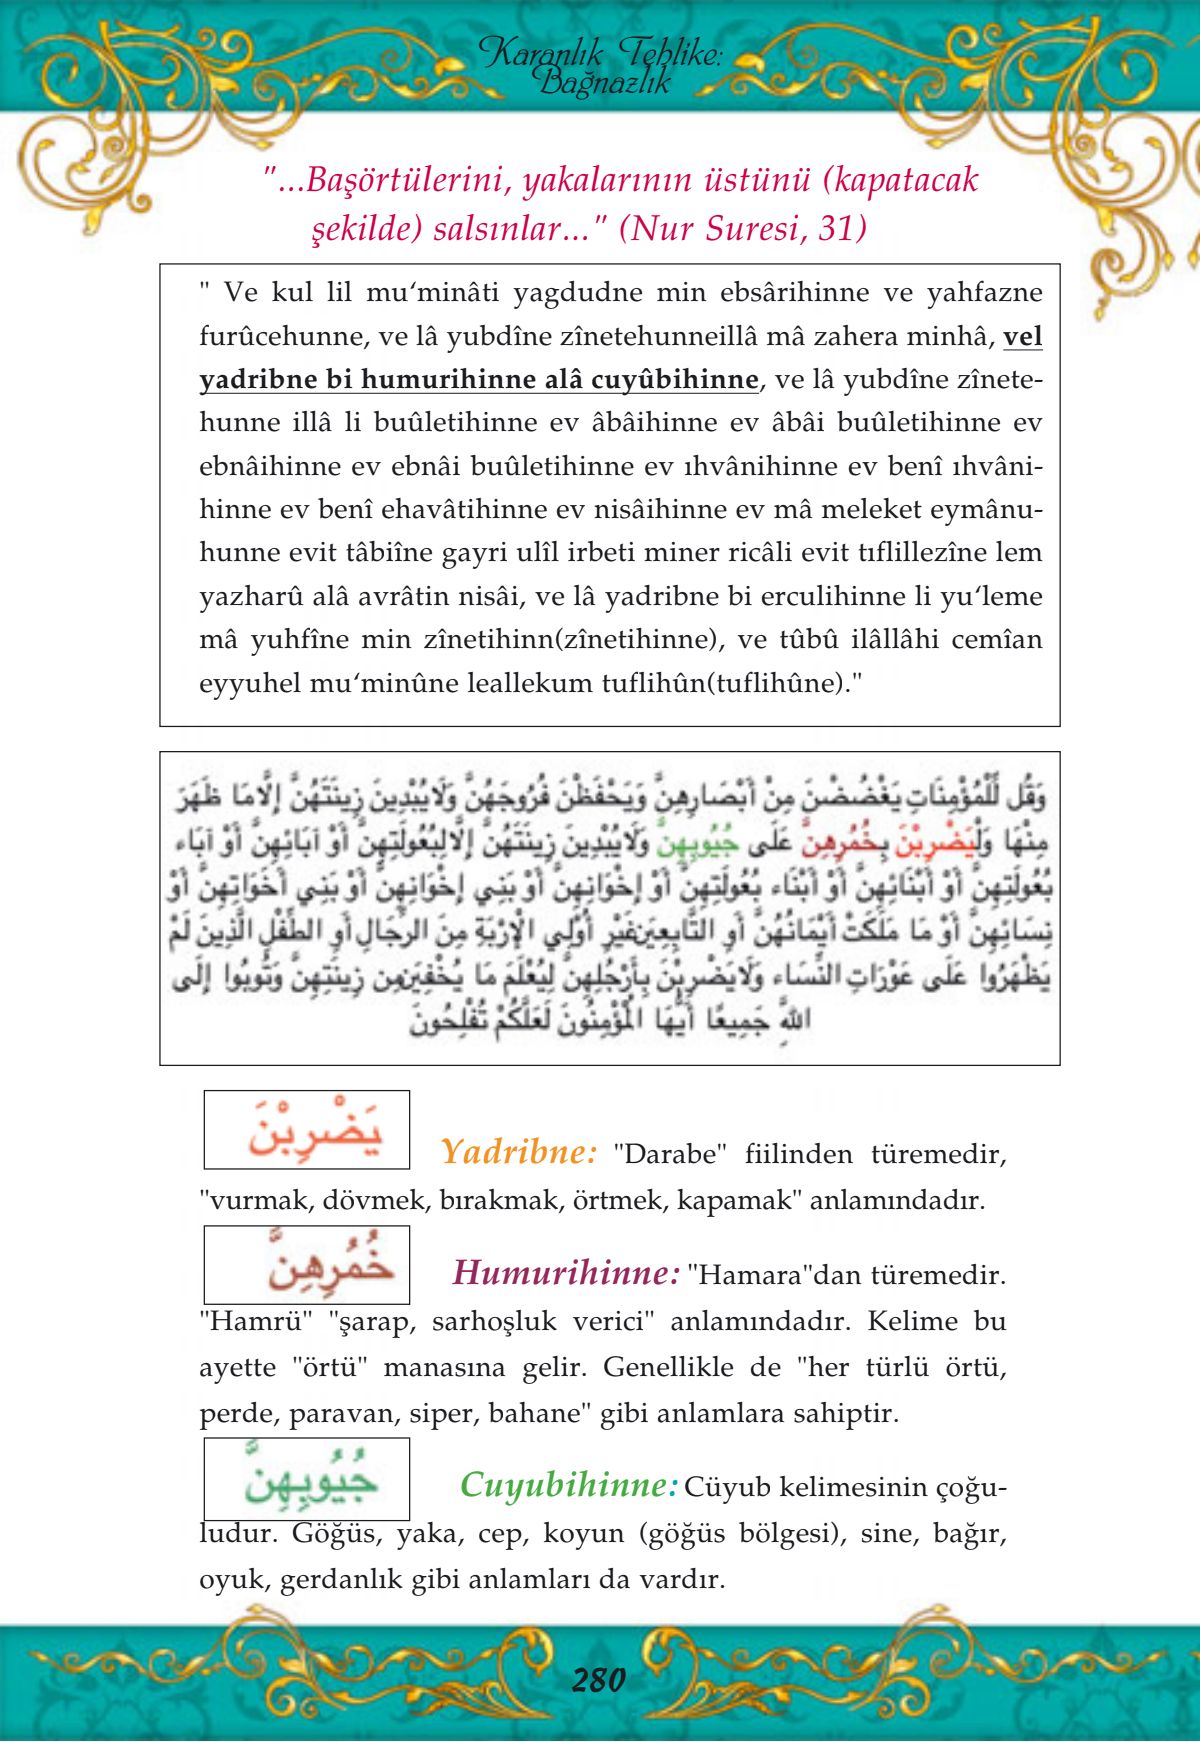 Karanlık Tehlike:
Bağnazlık
"...Başörtülerini, yakalarının üstünü (kapatacak
şekilde) salsınlar..." (Nur Suresi, 31)
" Ve kul lil mu‘minâti yagdudne min ebsârihinne ve yahfazne
furûcehunne, ve lâ yubdîne zînetehunneillâ mâ zahera minhâ, vel
yadribne bi humurihinne alâ cuyûbihinne, ve lâ yubdîne zînete-
hunne illâ li buûletihinne ev âbâihinne ev âbâi buûletihinne ev
ebnâihinne ev ebnâi buûletihinne ev ıhvânihinne ev benî ıhvâni-
hinne ev benî ehavâtihinne ev nisâihinne ev mâ meleket eymânu-
hunne evit tâbiîne gayri ulîl irbeti miner ricâli evit tıflillezîne lem
yazharû alâ avrâtin nisâi, ve lâ yadribne bi erculihinne li yu‘leme
mâ yuhfîne min zînetihinn(zînetihinne), ve tûbû ilâllâhi cemîan
eyyuhel mu‘minûne leallekum tuflihûn(tuflihûne)."
وَقُل لِّلْمُؤْمِنَاتِ يَغْضُضْنَ مِنْ أَبْصَارِهِنَّ وَيَحْفَظْنَ فُرُوجَهُنَّ وَلَا يُبْدِينَ زِينَتَهُنَّ إِلَّا مَا ظَهَرَ
مِنْهَا وَلْيَضْرِبْنَ بِخُمُرِهِنَّ عَلَى جُيُوبِهِنَّ وَلَا يُبْدِينَ زِينَتَهُنَّ إِلَّا لِبُعُولَتِهِنَّ أَوْ آبَائِهِنَّ أَوْ آبَاء
بُعُولَتِهِنَّ أَوْ أَبْنَائِهِنَّ أَوْ أَبْنَاء بُعُولَتِهِنَّ أَوْ إِخْوَانِهِنَّ أَوْ بَنِي إِخْوَانِهِنَّ أَوْ بَنِي أَخَوَاتِهِنَّ أَوْ
نِسَائِهِنَّ أَوْ مَا مَلَكَتْ أَيْمَانُهُنَّ أَوِ التَّابِعِينَ غَيْرِ أُوْلِي الْإِرْبَةِ مِنَ الرِّجَالِ أَوِ الطِّفْلِ الَّذِينَ لَمْ
يَظْهَرُوا عَلَى عَوْرَاتِ النِّسَاء وَلَا يَضْرِبْنَ بِأَرْجُلِهِنَّ لِيُعْلَمَ مَا يُخْفِينَ مِن زِينَتِهِنَّ وَتُوبُوا إِلَى
اللَّهِ جَمِيعًا أَيُّهَا الْمُؤْمِنُونَ لَعَلَّكُمْ تُفْلِحُونَ
يَضْرِبْنَ
Yadribne: "Darabe" fiilinden türemedir,
"vurmak, dövmek, bırakmak, örtmek, kapamak" anlamındadır.
خُمُرِهِنَّ
Humurihinne: "Hamara"dan türemedir.
"Hamrü" "şarap, sarhoşluk verici" anlamındadır. Kelime bu
ayette "örtü" manasına gelir. Genellikle de "her türlü örtü,
perde, paravan, siper, bahane" gibi anlamlara sahiptir.
جُيُوبِهِنَّ
Cuyubihinne: Cüyub kelimesinin çoğu-
ludur. Göğüs, yaka, cep, koyun (göğüs bölgesi), sine, bağır,
oyuk, gerdanlık gibi anlamları da vardır.
280